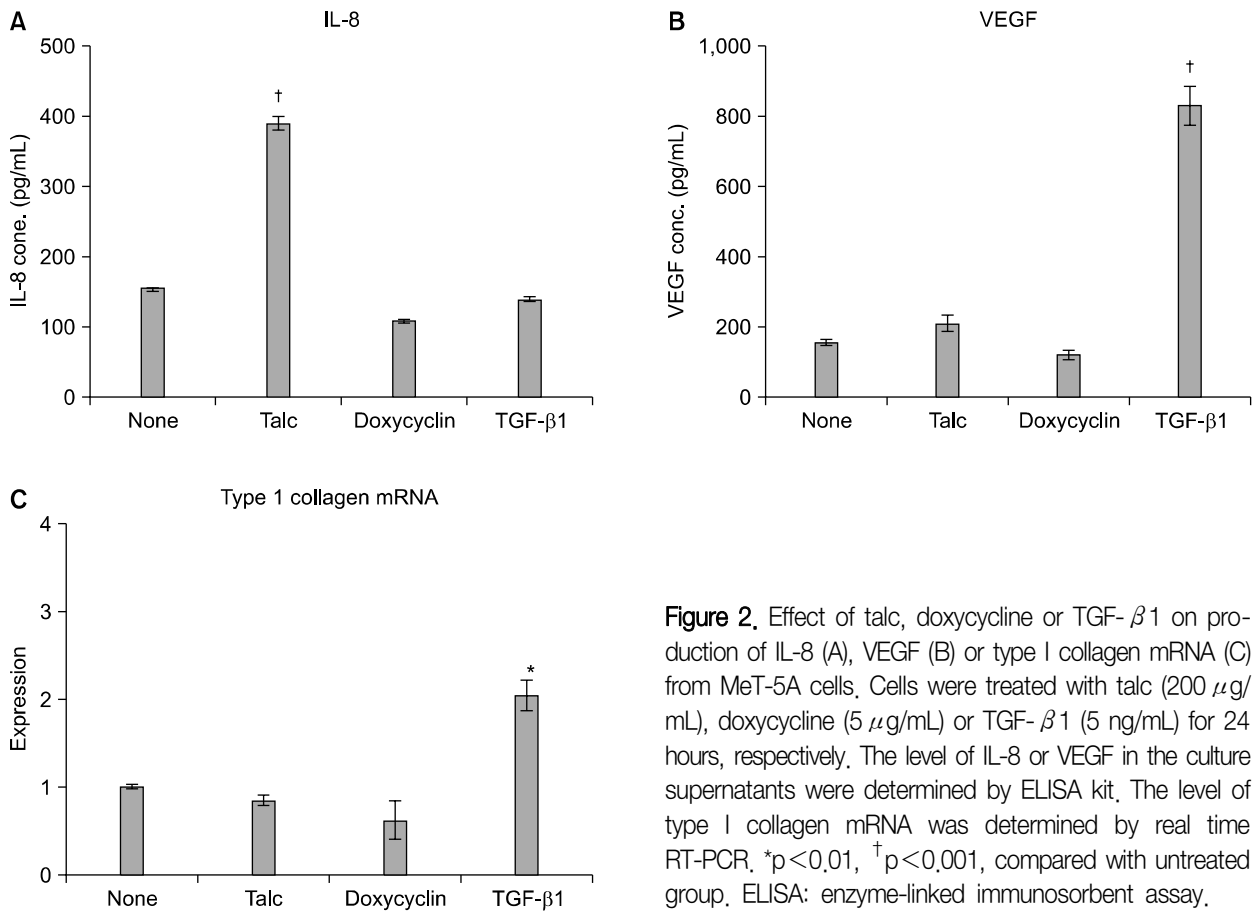 A
IL-8
500
400
300
200
100
0
IL-8 cone. (pg/mL)
†
None Talc Doxycyclin TGF-β1
B
VEGF
1,000
800
600
400
200
0
VEGF conc. (pg/mL)
†
None Talc Doxycyclin TGF-β1
C
Type 1 collagen mRNA
4
3
2
1
0
Expression
*
None Talc Doxycyclin TGF-β1
Figure 2. Effect of talc, doxycycline or TGF-β1 on pro-
duction of IL-8 (A), VEGF (B) or type I collagen mRNA (C)
from MeT-5A cells. Cells were treated with talc (200 μg/
mL), doxycycline (5 μg/mL) or TGF-β1 (5 ng/mL) for 24
hours, respectively. The level of IL-8 or VEGF in the culture
supernatants were determined by ELISA kit. The level of
type I collagen mRNA was determined by real time
RT-PCR. *p<0.01, †p<0.001, compared with untreated
group. ELISA: enzyme-linked immunosorbent assay.